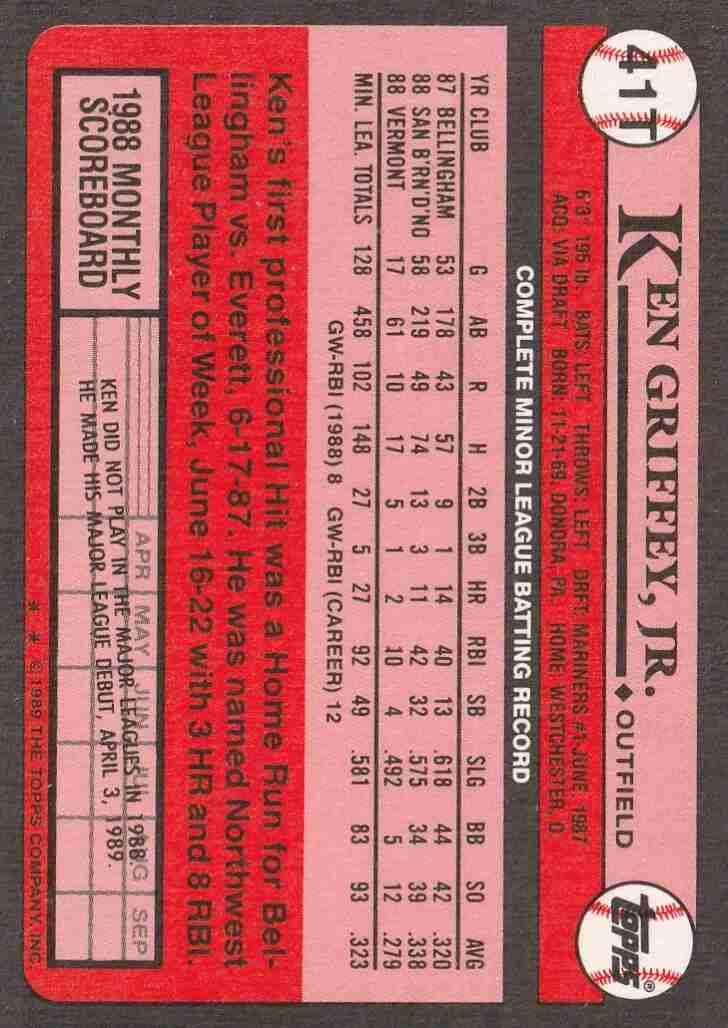 41T
KEN GRIFFEY, JR. ♦OUTFIELD
topps®
6'3" 195 lb. BATS: LEFT THROWS: LEFT DRFT: MARINERS #1-JUNE, 1987
ACQ: VIA DRAFT BORN: 11-21-69, DONORA, PA. HOME: WESTCHESTER, O
COMPLETE MINOR LEAGUE BATTING RECORD
YR CLUB G AB R H 2B 3B HR RBI SB SLG BB SO AVG
87 BELLINGHAM 53 178 43 57 9 1 14 40 13 .618 44 42 .320
88 SAN B'RN'D'NO 58 219 49 74 13 3 11 42 32 .575 34 39 .338
88 VERMONT 17 61 10 17 5 1 2 10 4 .492 5 12 .279
MIN. LEA. TOTALS 128 458 102 148 27 5 27 92 49 .581 83 93 .323
GW-RBI (1988) 8 GW-RBI (CAREER) 12
Ken's first professional Hit was a Home Run for Bel-
lingham vs. Everett, 6-17-87. He was named Northwest
League Player of Week, June 16-22 with 3 HR and 8 RBI.
1988 MONTHLY
SCOREBOARD
APR MAY JUN JUL AUG SEP
KEN DID NOT PLAY IN THE MAJOR LEAGUES IN 1988.
HE MADE HIS MAJOR LEAGUE DEBUT, APRIL 3, 1989.
* * ©1989 THE TOPPS COMPANY, INC.